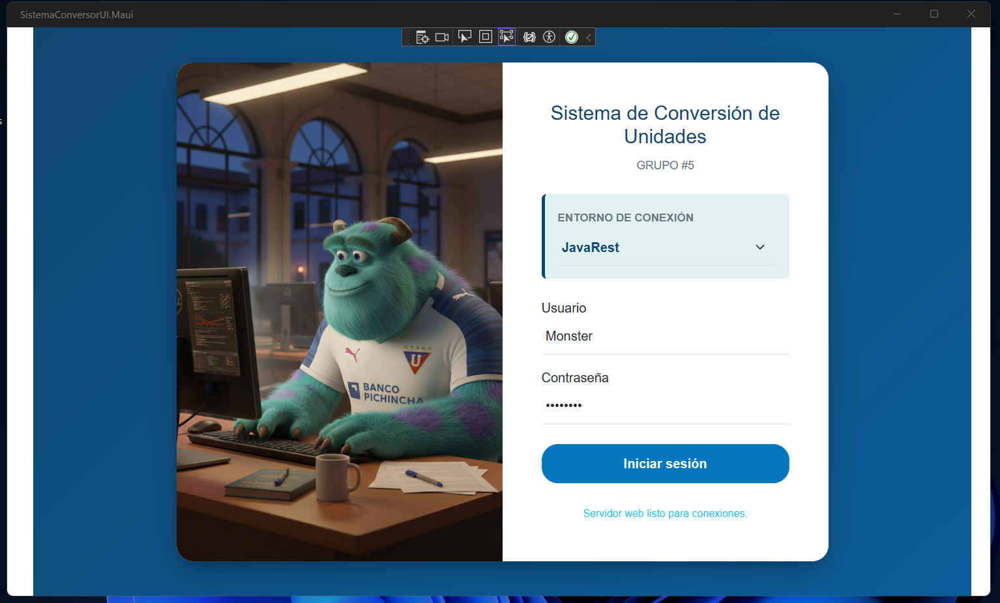 SistemaConversorUI.Maui
s
Sistema de Conversión de
Unidades
GRUPO #5
ENTORNO DE CONEXIÓN
JavaRest
Usuario
Monster
Contraseña
••••••••
Iniciar sesión
Servidor web listo para conexiones.
U
BANCO
PICHINCHA